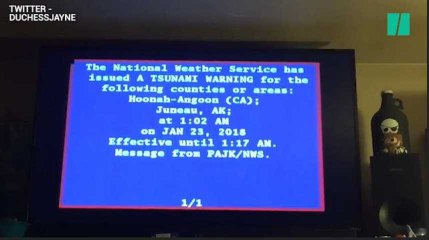 TWITTER -
DUCHESSJAYNE
The National Weather Service has
issued A TSUNAMI WARNING for the
following counties or areas:
Hoonah-Angoon (CA);
Juneau, AK;
at 1:02 AM
on JAN 23, 2018
Effective until 1:17 AM.
Message from PAJK/NWS.
1/1